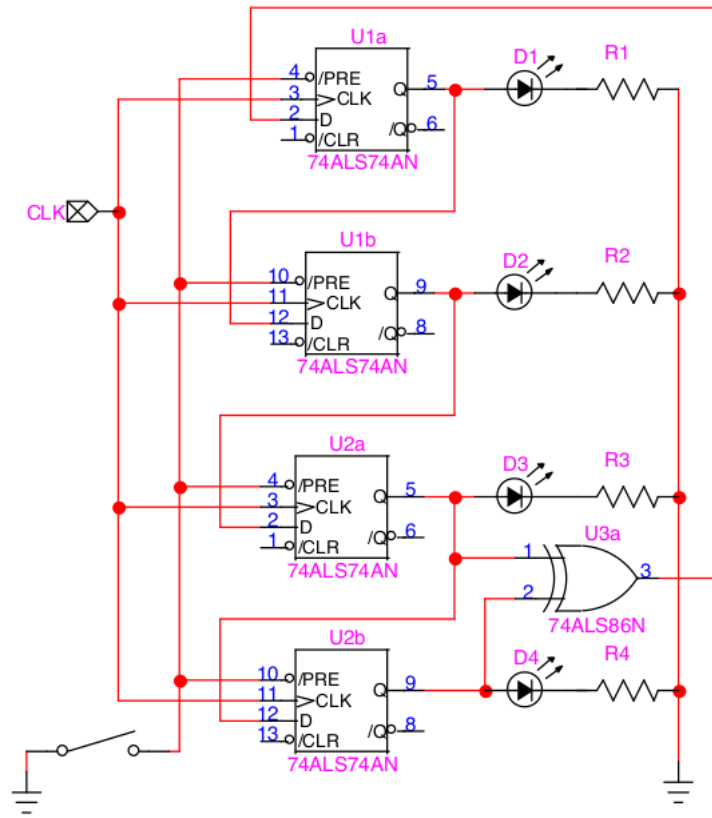 U1a
4 /PRE Q 5
3 CLK
2 D
1 /CLR /Q 6
74ALS74AN
D1
R1
CLK
U1b
10 /PRE Q 9
11 CLK
12 D
13 /CLR /Q 8
74ALS74AN
D2
R2
U2a
4 /PRE Q 5
3 CLK
2 D
1 /CLR /Q 6
74ALS74AN
D3
R3
U3a
1
2
3
74ALS86N
U2b
10 /PRE Q 9
11 CLK
12 D
13 /CLR /Q 8
74ALS74AN
D4
R4